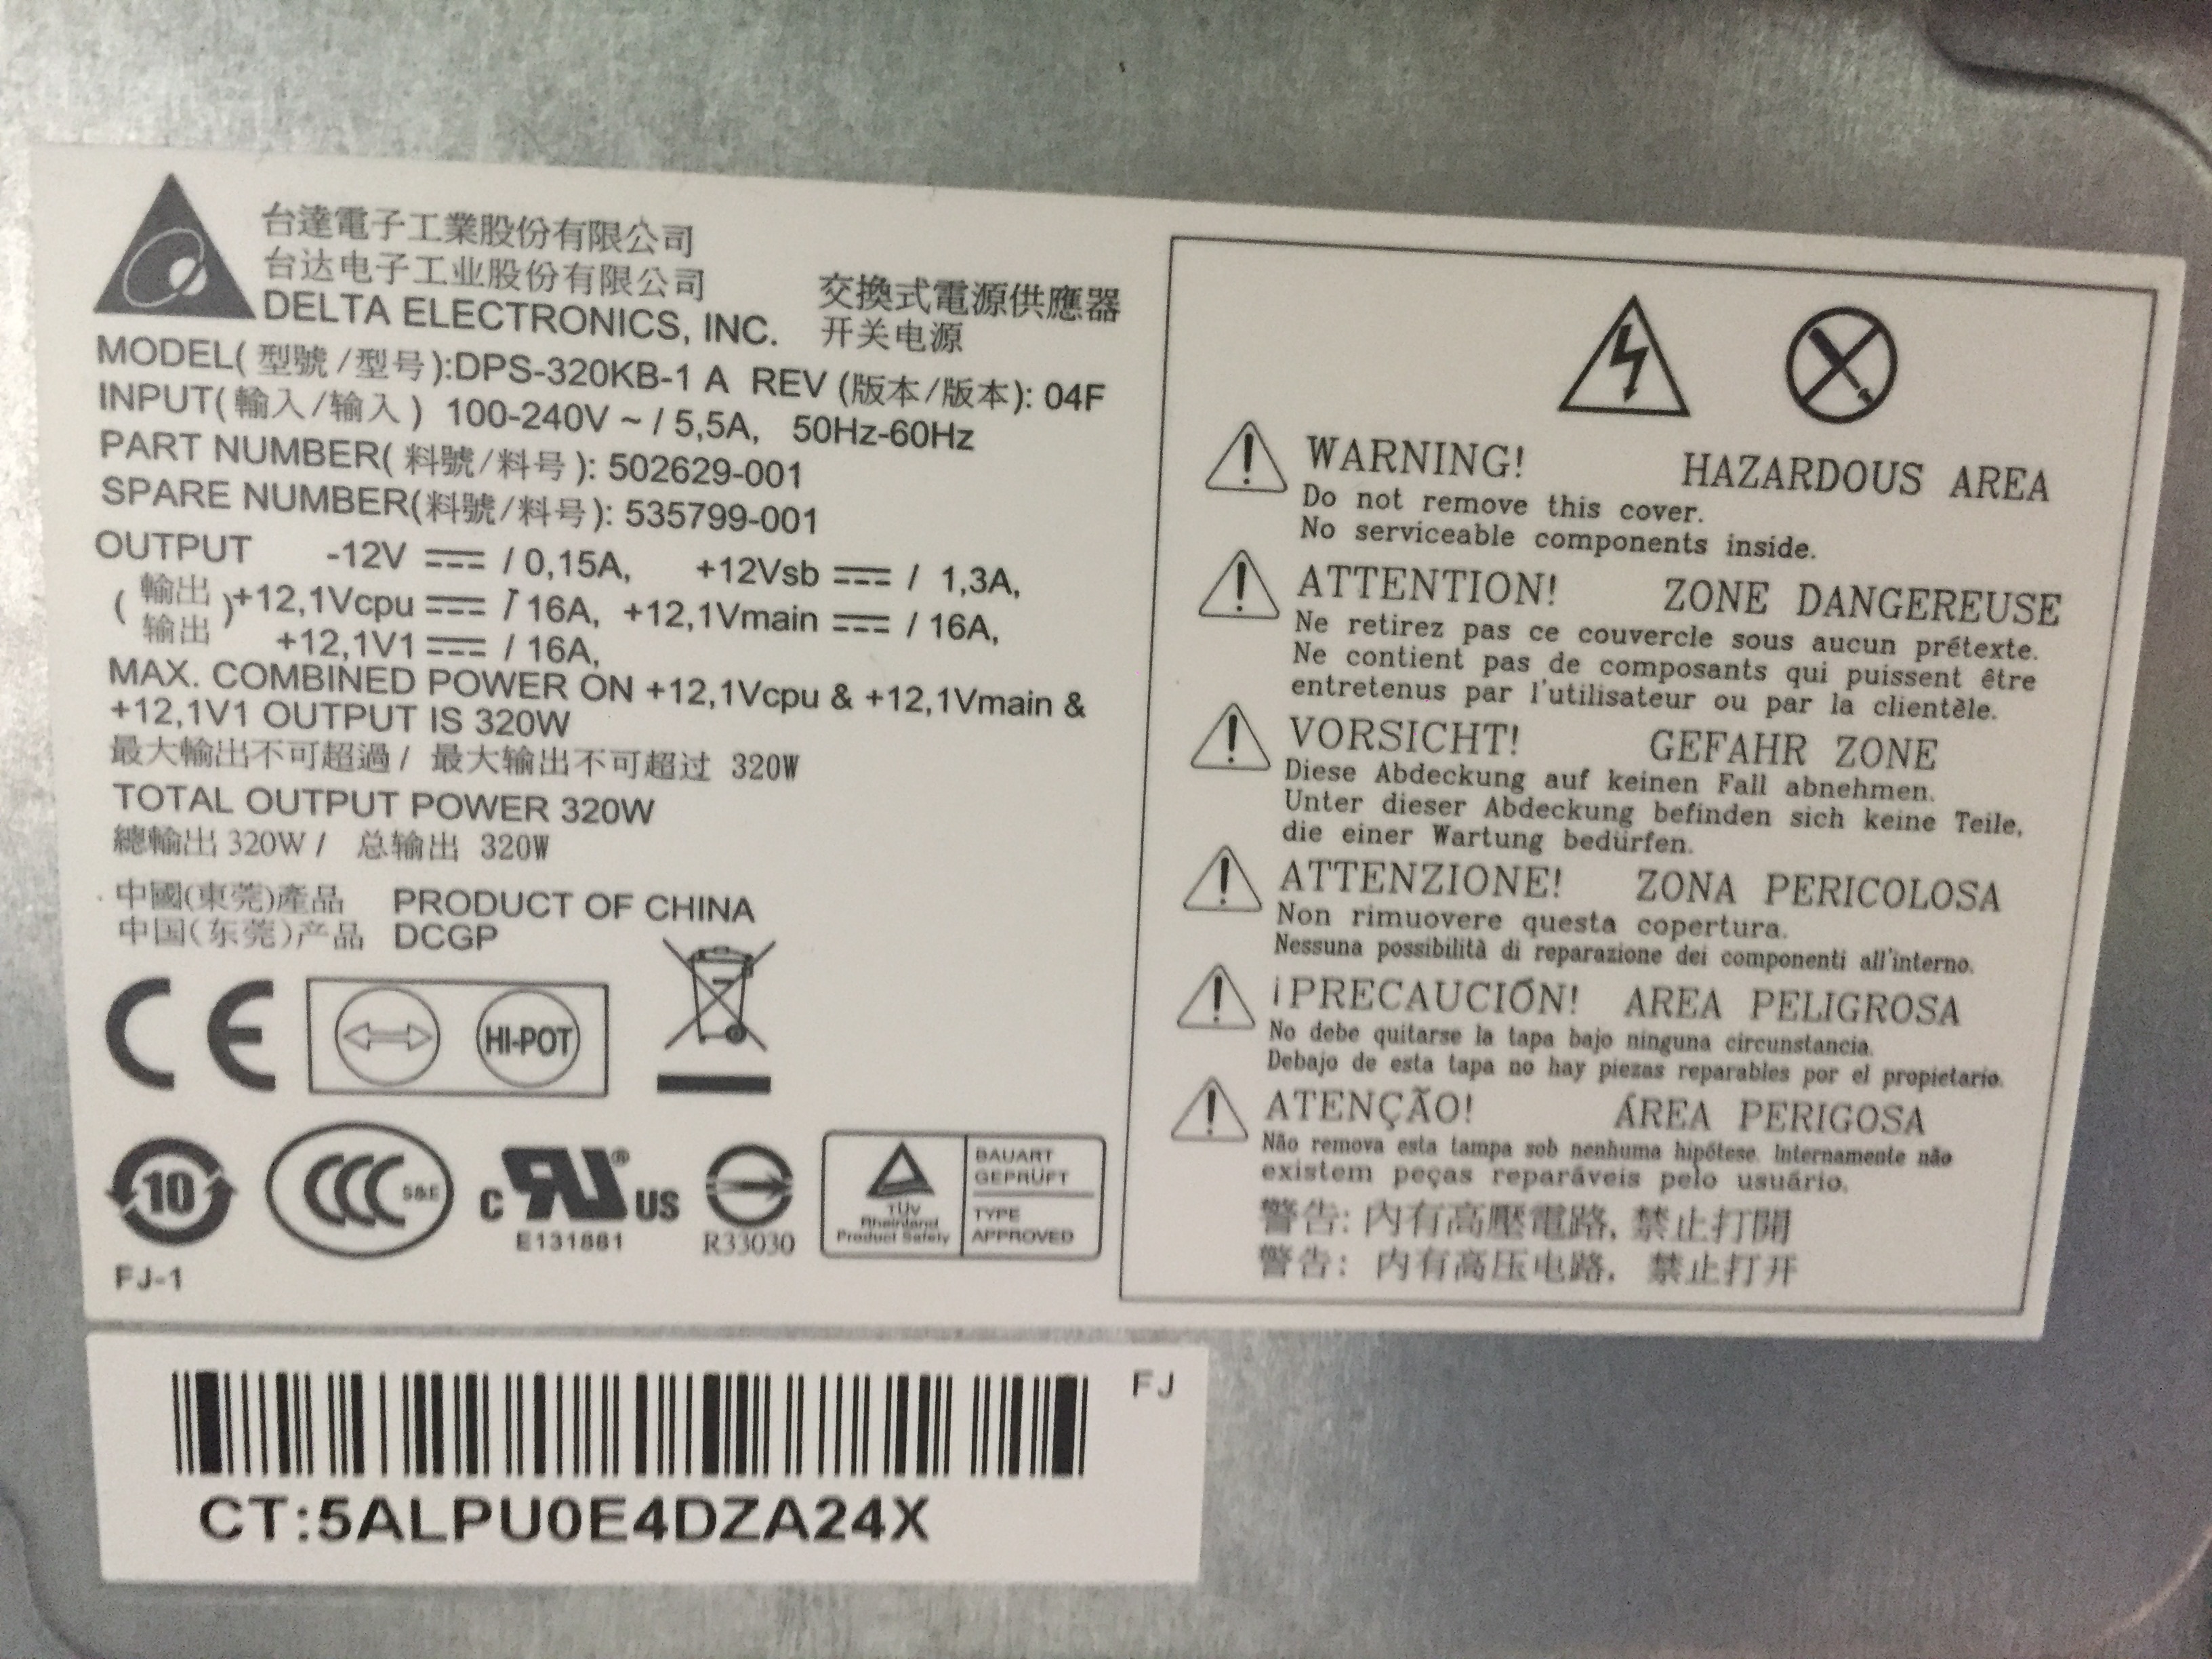 台達電子工業股份有限公司
台达电子工业股份有限公司
DELTA ELECTRONICS, INC.
交換式電源供應器
开关电源
MODEL( 型號 /型号 ):DPS-320KB-1 A REV (版本/版本): 04F
INPUT( 輸入/输入 ) 100-240V ~ / 5,5A, 50Hz-60Hz
PART NUMBER( 料號/料号 ): 502629-001
SPARE NUMBER(料號/料号): 535799-001
OUTPUT -12V ⎓ / 0,15A, +12Vsb ⎓ / 1,3A,
( 輸出 输出 ) +12,1Vcpu ⎓ / 16A, +12,1Vmain ⎓ / 16A,
+12,1V1 ⎓ / 16A,
MAX. COMBINED POWER ON +12,1Vcpu & +12,1Vmain &
+12,1V1 OUTPUT IS 320W
最大輸出不可超過 / 最大输出不可超过 320W
TOTAL OUTPUT POWER 320W
總輸出 320W / 总输出 320W
中國(東莞)產品 PRODUCT OF CHINA
中国(东莞)产品 DCGP
CE
HI-POT
10
CCC S&E
c RU ® US
E131881
R33030
TÜV
Rheinland
Product Safety
BAUART
GEPRÜFT
TYPE
APPROVED
FJ-1
WARNING! HAZARDOUS AREA
Do not remove this cover.
No serviceable components inside.
ATTENTION! ZONE DANGEREUSE
Ne retirez pas ce couvercle sous aucun prétexte.
Ne contient pas de composants qui puissent être
entretenus par l'utilisateur ou par la clientèle.
VORSICHT! GEFAHR ZONE
Diese Abdeckung auf keinen Fall abnehmen.
Unter dieser Abdeckung befinden sich keine Teile,
die einer Wartung bedürfen.
ATTENZIONE! ZONA PERICOLOSA
Non rimuovere questa copertura.
Nessuna possibilità di reparazione dei componenti all'interno.
¡PRECAUCIÓN! AREA PELIGROSA
No debe quitarse la tapa bajo ninguna circunstancia.
Debajo de esta tapa no hay piezas reparables por el propietario.
ATENÇÃO! ÁREA PERIGOSA
Não remova esta tampa sob nenhuma hipótese. Internamente não
existem peças reparáveis pelo usuário.
警告: 內有高壓電路, 禁止打開
警告: 内有高压电路, 禁止打开
FJ
CT:5ALPU0E4DZA24X